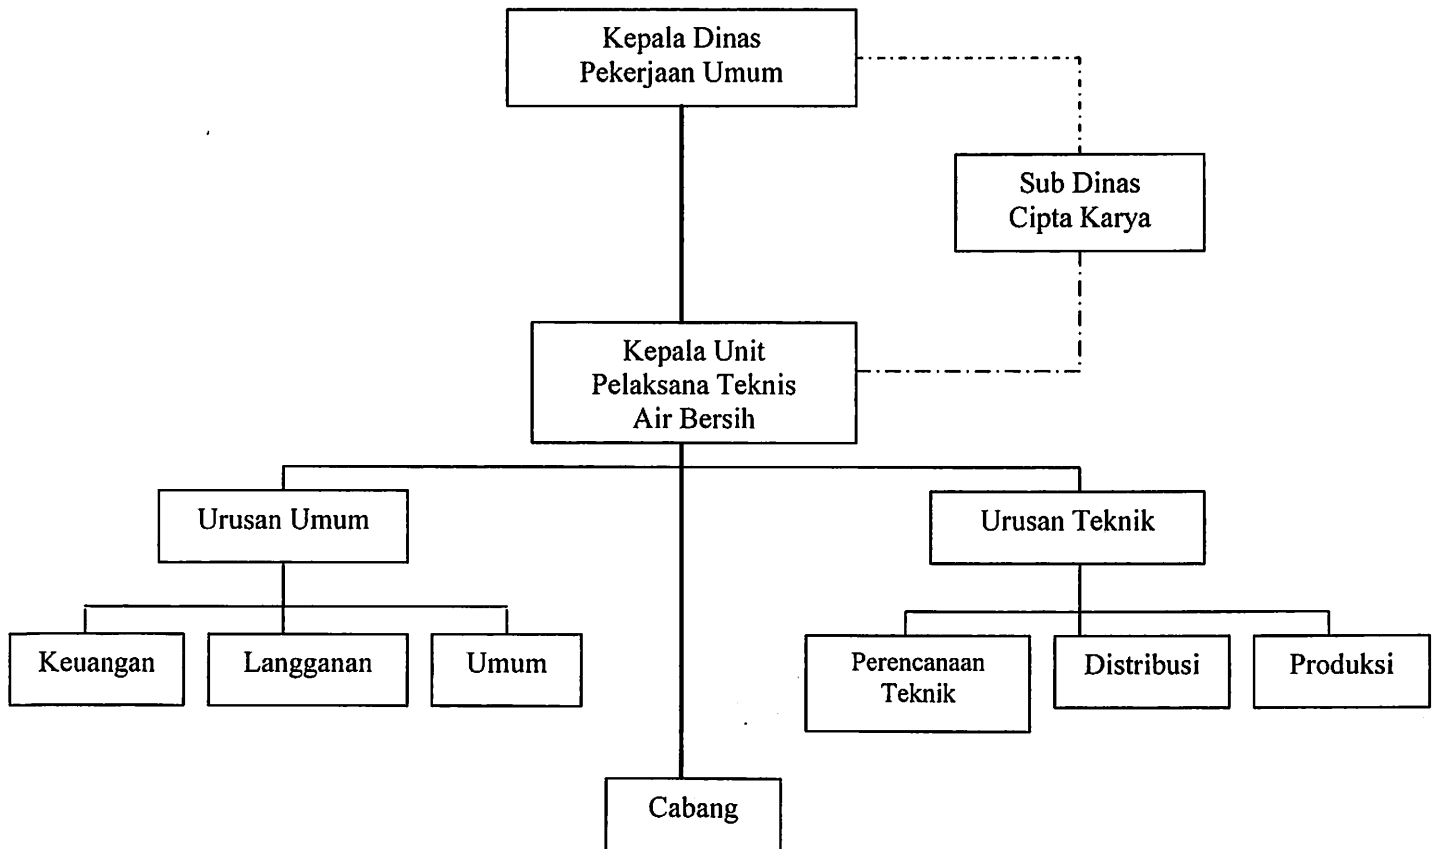 Kepala Dinas
Pekerjaan Umum
Sub Dinas
Cipta Karya
Kepala Unit
Pelaksana Teknis
Air Bersih
Urusan Umum
Urusan Teknik
Keuangan
Langganan
Umum
Perencanaan
Teknik
Distribusi
Produksi
Cabang